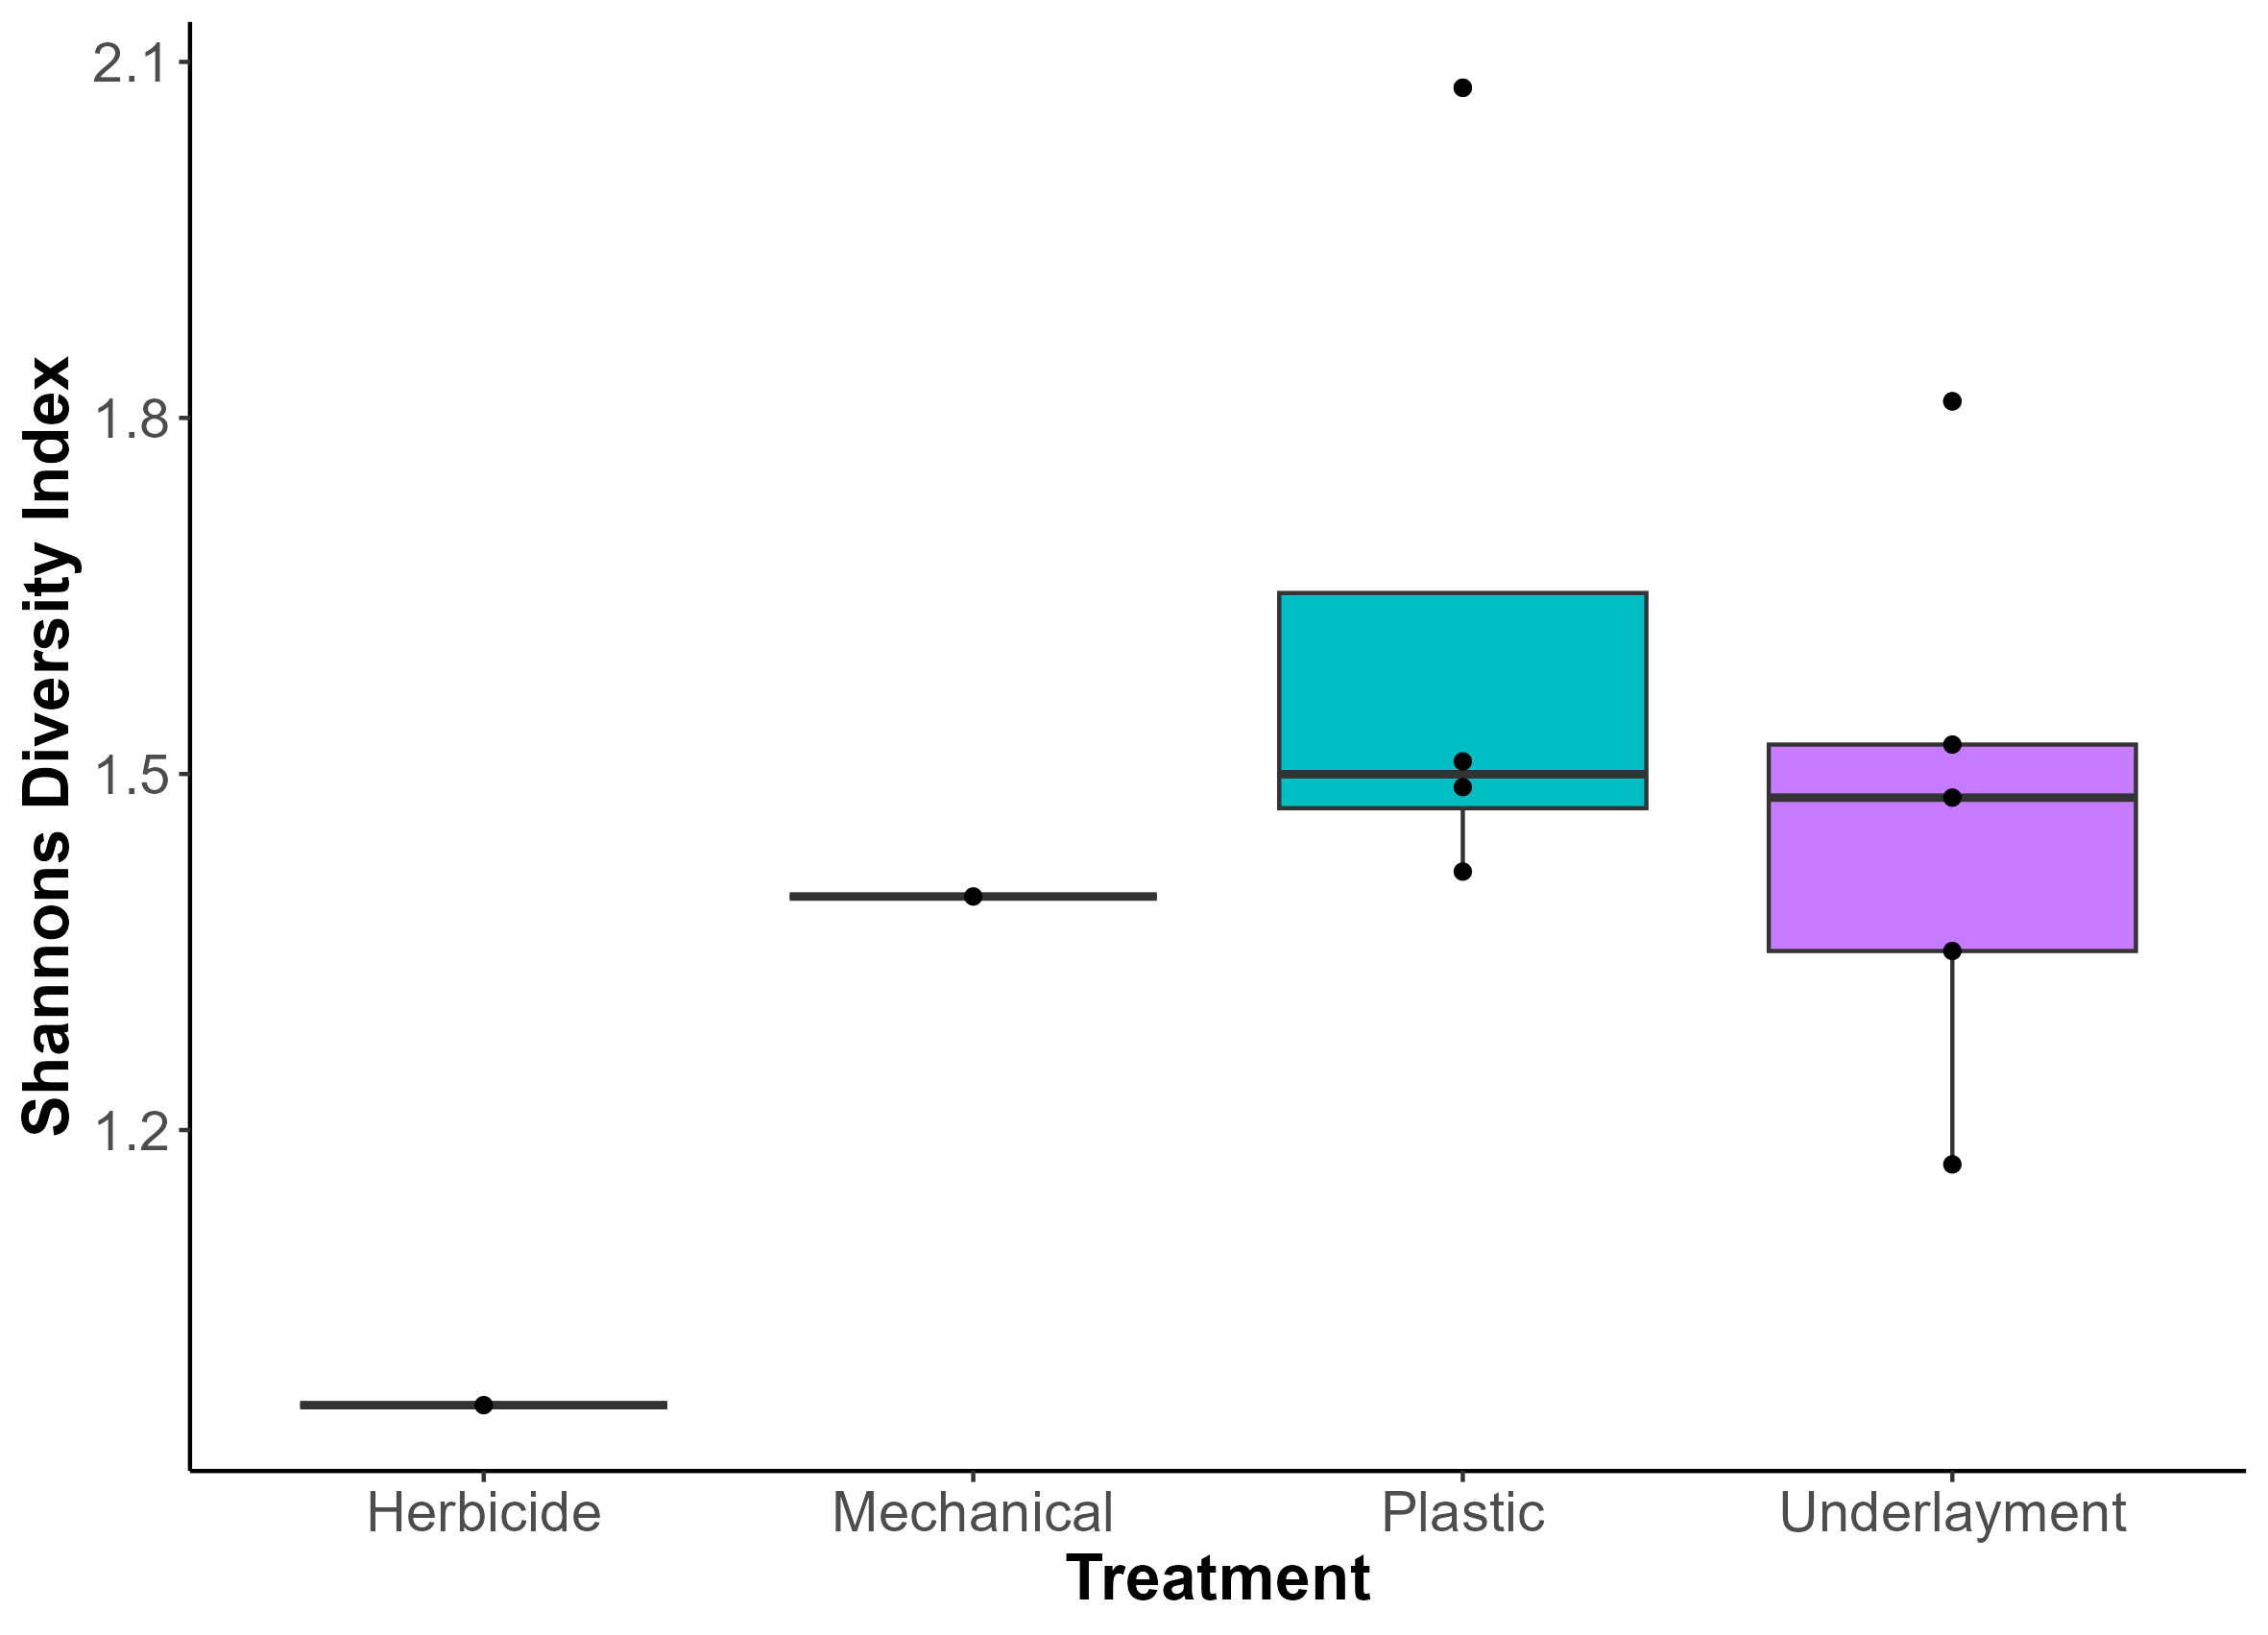 Shannons Diversity Index
2.1
1.8
1.5
1.2
Herbicide Mechanical Plastic Underlayment
Treatment